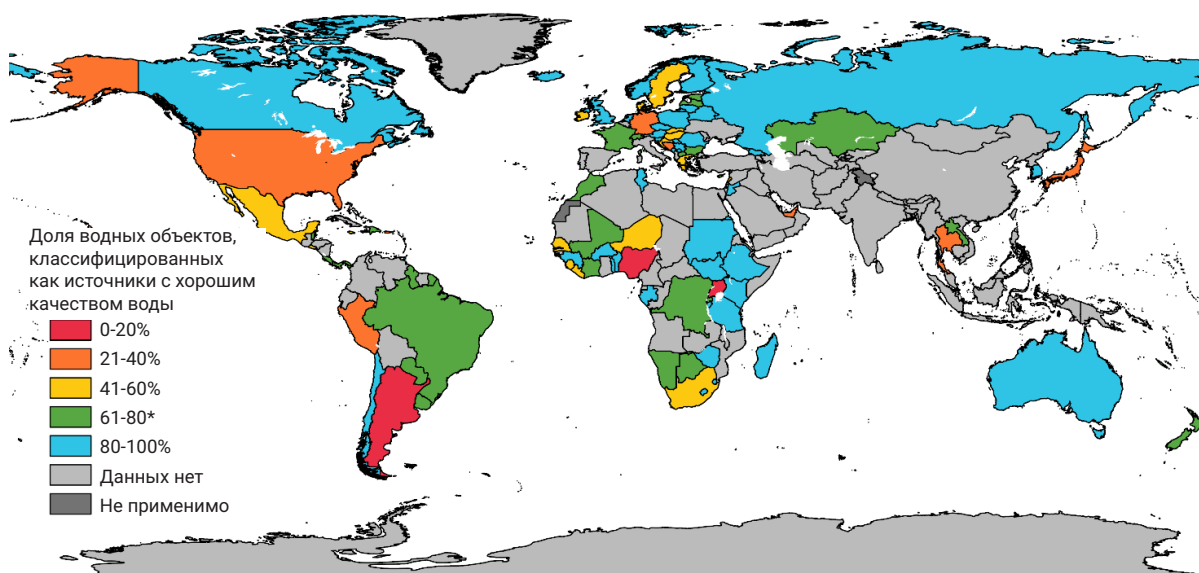 Доля водных объектов,
классифицированных
как источники с хорошим
качеством воды
0-20%
21-40%
41-60%
61-80*
80-100%
Данных нет
Не применимо